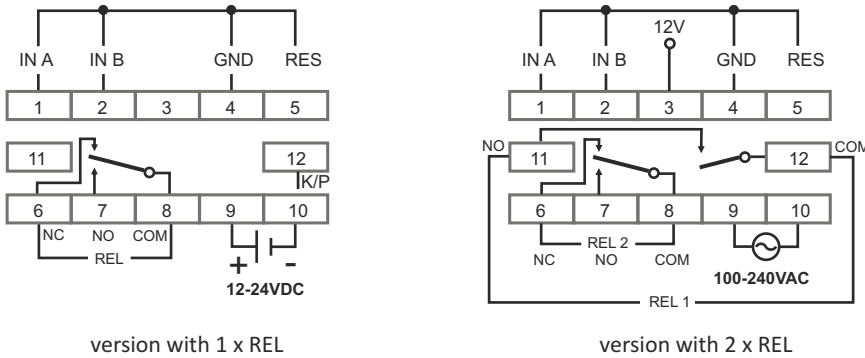 IN A IN B GND RES
1 2 3 4 5
11 12
K/P
6 7 8 9 10
NC NO COM
REL
+ -
12-24VDC
version with 1 x REL
12V
IN A IN B GND RES
1 2 3 4 5
NO 11 12 COM
6 7 8 9 10
REL 2
NC NO COM
100-240VAC
REL 1
version with 2 x REL